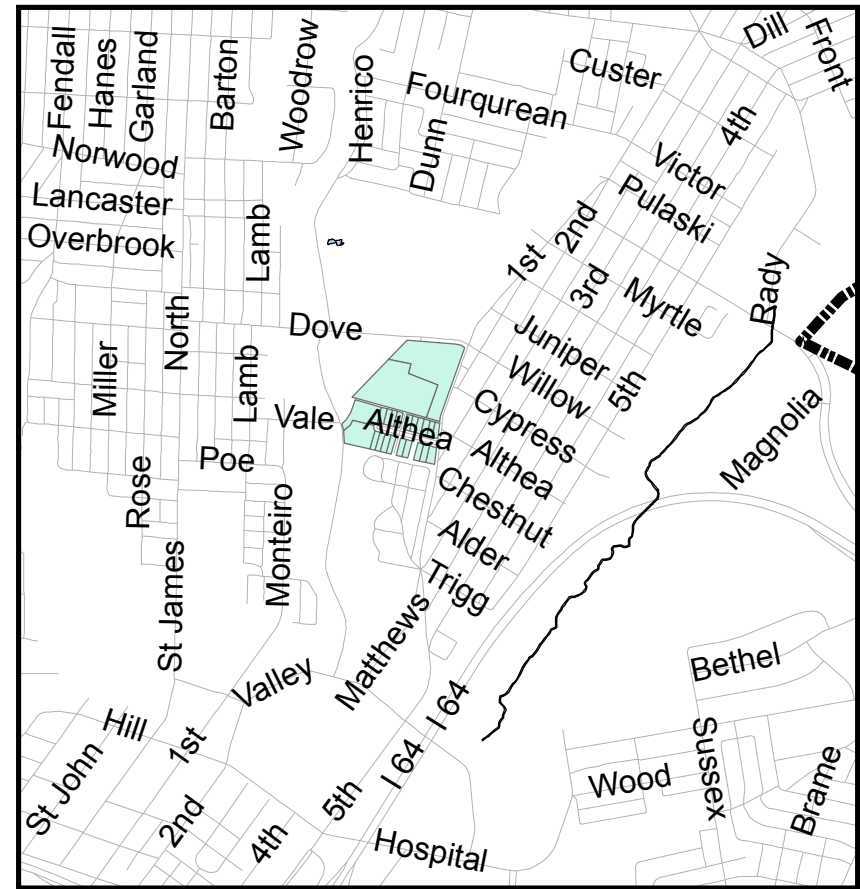 Fendall
Hanes
Garland
Barton
Woodrow
Henrico
Fourqurean
Dunn
Custer
Dill
Front
4th
Norwood
Lancaster
Overbrook
Lamb
Victor
Pulaski
2nd
1st
3rd
Myrtle
Rady
Dove
North
Miller
Lamb
Juniper
Willow
5th
Vale
Althea
Cypress
Althea
Magnolia
Poe
Rose
Monteiro
Chestnut
Alder
Trigg
St James
Matthews
Valley
Bethel
Hill
1st
I 64
I 64
St John
2nd
4th
5th
Hospital
Wood
Sussex
Brame